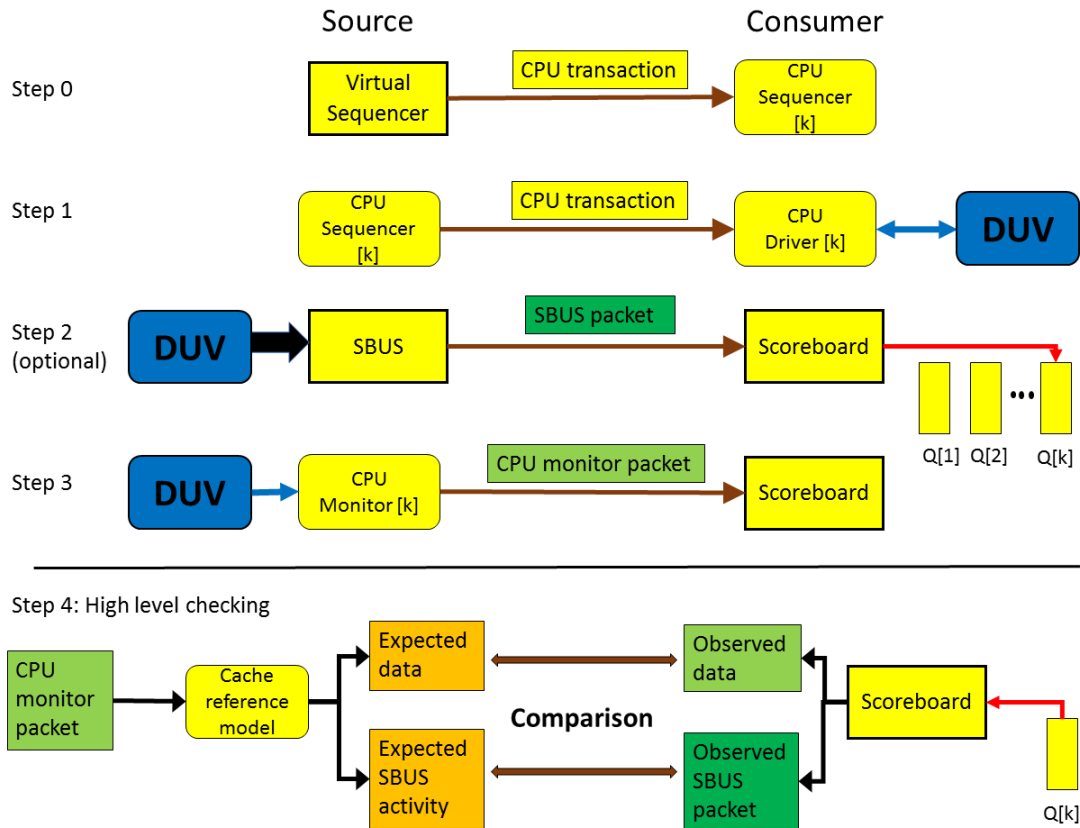 Source
Consumer
Step 0
Virtual
Sequencer
CPU transaction
CPU
Sequencer
[k]
Step 1
CPU
Sequencer
[k]
CPU transaction
CPU
Driver [k]
DUV
Step 2
(optional)
DUV
SBUS
SBUS packet
Scoreboard
Q[1]
Q[2]
Q[k]
Step 3
DUV
CPU
Monitor [k]
CPU monitor packet
Scoreboard
Step 4: High level checking
CPU
monitor
packet
Cache
reference
model
Expected
data
Observed
data
Comparison
Scoreboard
Expected
SBUS
activity
Observed
SBUS
packet
Q[k]